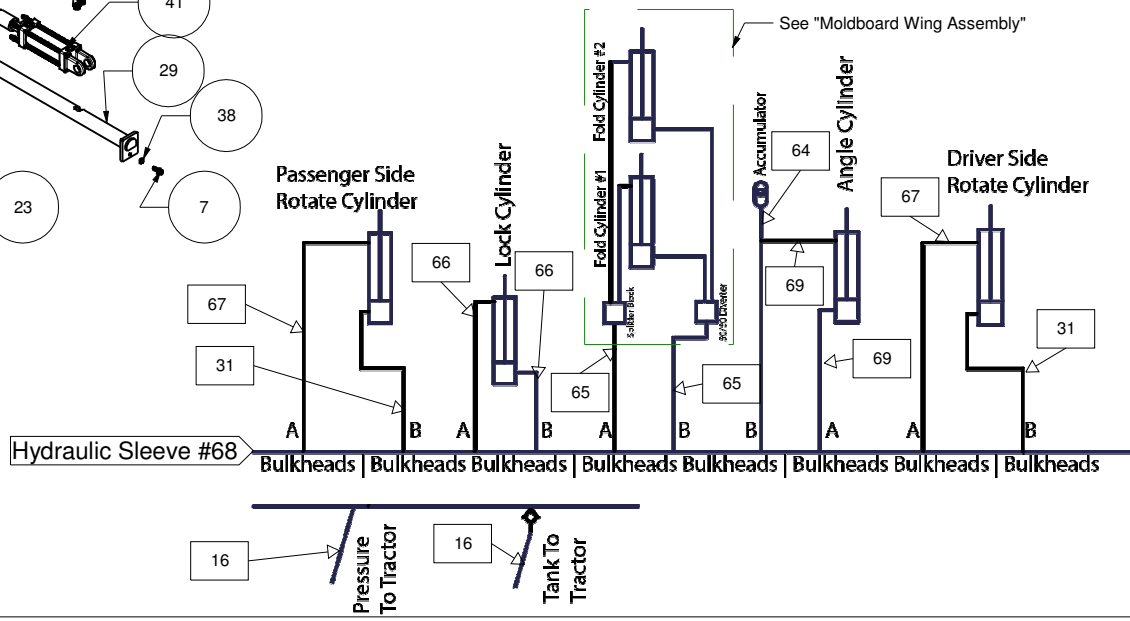 41
See "Moldboard Wing Assembly"
29
38
23
7
Fold Cylinder #2
Fold Cylinder #1
Accumulator
64
Angle Cylinder
Passenger Side
Rotate Cylinder
Lock Cylinder
Driver Side
Rotate Cylinder
67
66
66
69
67
31
65
65
69
31
50/50 Diverter
A
B
A
B
A
B
B
A
A
B
Hydraulic Sleeve #68
Bulkheads | Bulkheads Bulkheads | Bulkheads Bulkheads | Bulkheads Bulkheads | Bulkheads
16
Pressure
To Tractor
16
Tank To
Tractor